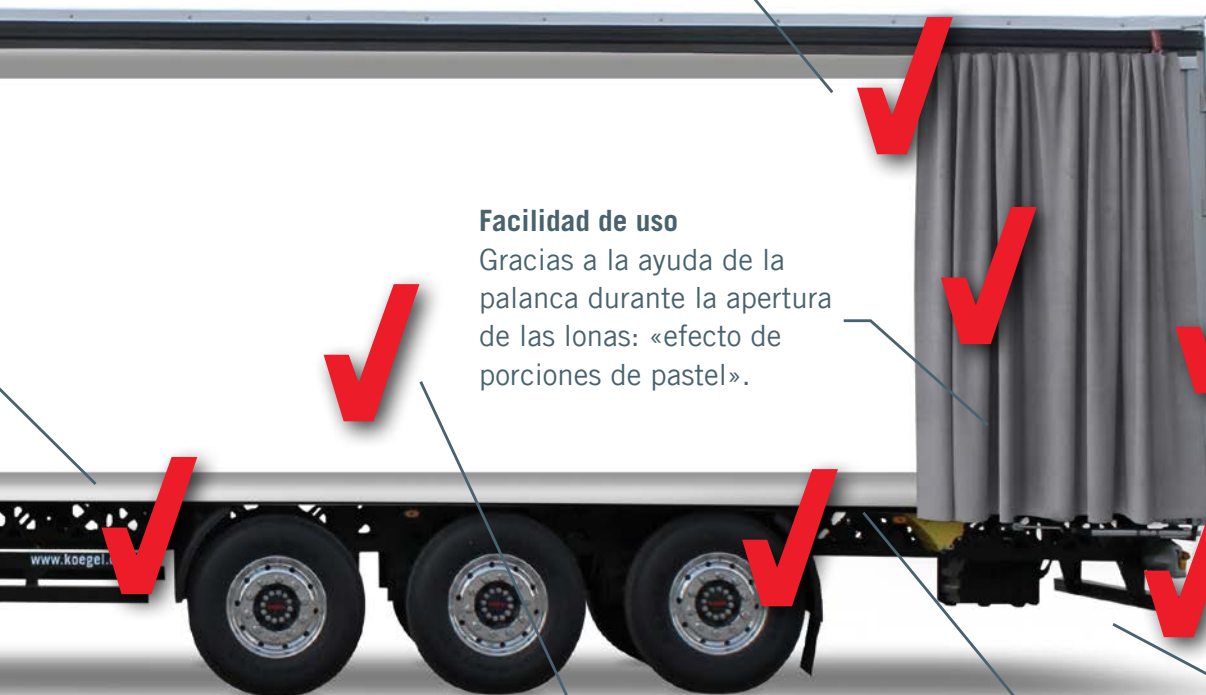 Facilidad de uso
Gracias a la ayuda de la
palanca durante la apertura
de las lonas: «efecto de
porciones de pastel».
www.koegel.